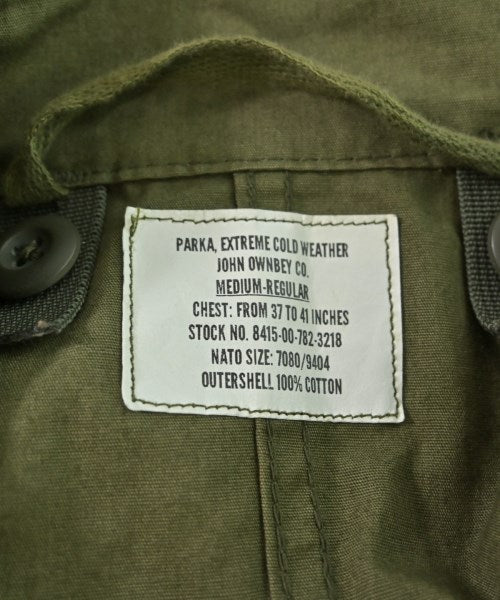 PARKA, EXTREME COLD WEATHER
JOHN OWNBEY CO.
MEDIUM-REGULAR
CHEST: FROM 37 TO 41 INCHES
STOCK NO. 8415-00-782-3218
NATO SIZE: 7080/9404
OUTERSHELL 100% COTTON